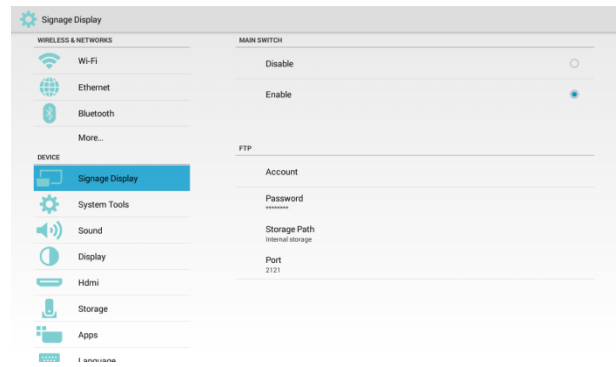 Signage Display
WIRELESS & NETWORKS
Wi-Fi
Ethernet
Bluetooth
More...
DEVICE
Signage Display
System Tools
Sound
Display
Hdmi
Storage
Apps
Language
MAIN SWITCH
Disable
Enable
FTP
Account
Password
********
Storage Path
Internal storage
Port
2121